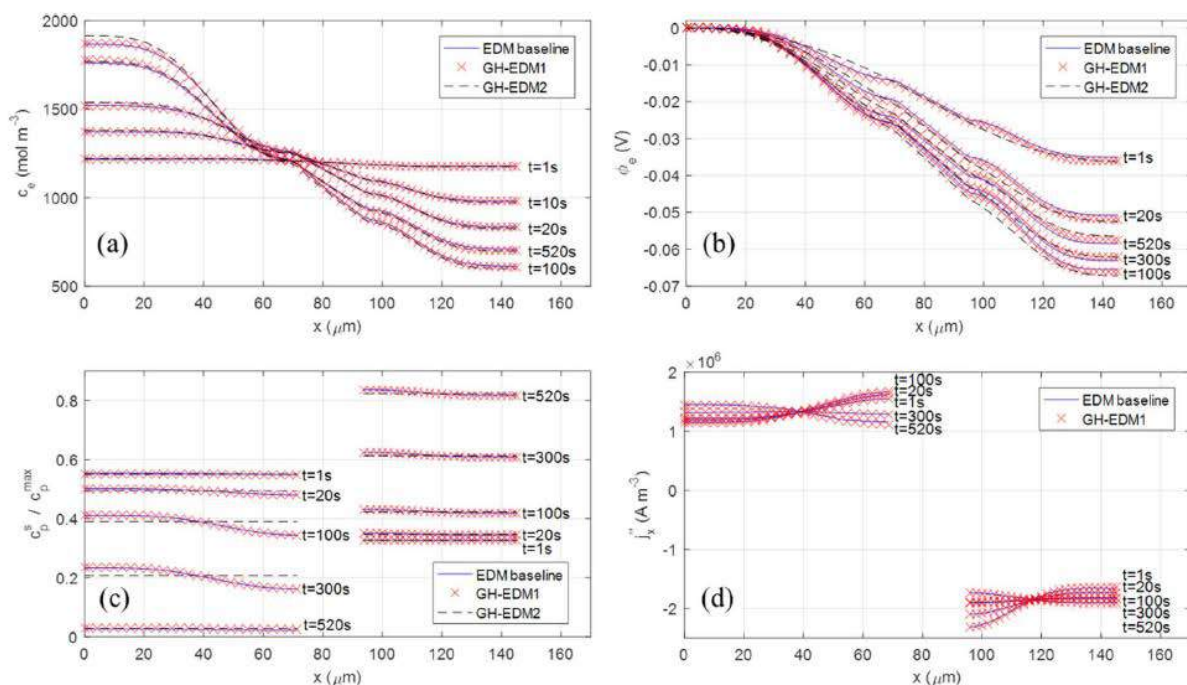 2000
1500
1000
500
c_e (mol m^-3)
EDM baseline
GH-EDM1
GH-EDM2
t=1s
t=10s
t=20s
t=520s
t=100s
(a)
0 20 40 60 80 100 120 140 160
x (μm)
0
-0.01
-0.02
-0.03
-0.04
-0.05
-0.06
-0.07
ϕ_e (V)
EDM baseline
GH-EDM1
GH-EDM2
t=1s
t=20s
t=520s
t=300s
t=100s
(b)
0 20 40 60 80 100 120 140 160
x (μm)
0.8
0.6
0.4
0.2
0
c_p^s / c_p^max
t=520s
t=300s
t=1s
t=20s
t=100s
t=100s
t=20s
t=1s
t=300s
t=520s
EDM baseline
GH-EDM1
GH-EDM2
(c)
0 20 40 60 80 100 120 140 160
x (μm)
× 10^6
2
1
0
-1
-2
(A m^-3)
t=100s
t=20s
t=1s
t=300s
t=520s
EDM baseline
GH-EDM1
t=1s
t=20s
t=100s
t=300s
t=520s
(d)
0 20 40 60 80 100 120 140 160
x (μm)